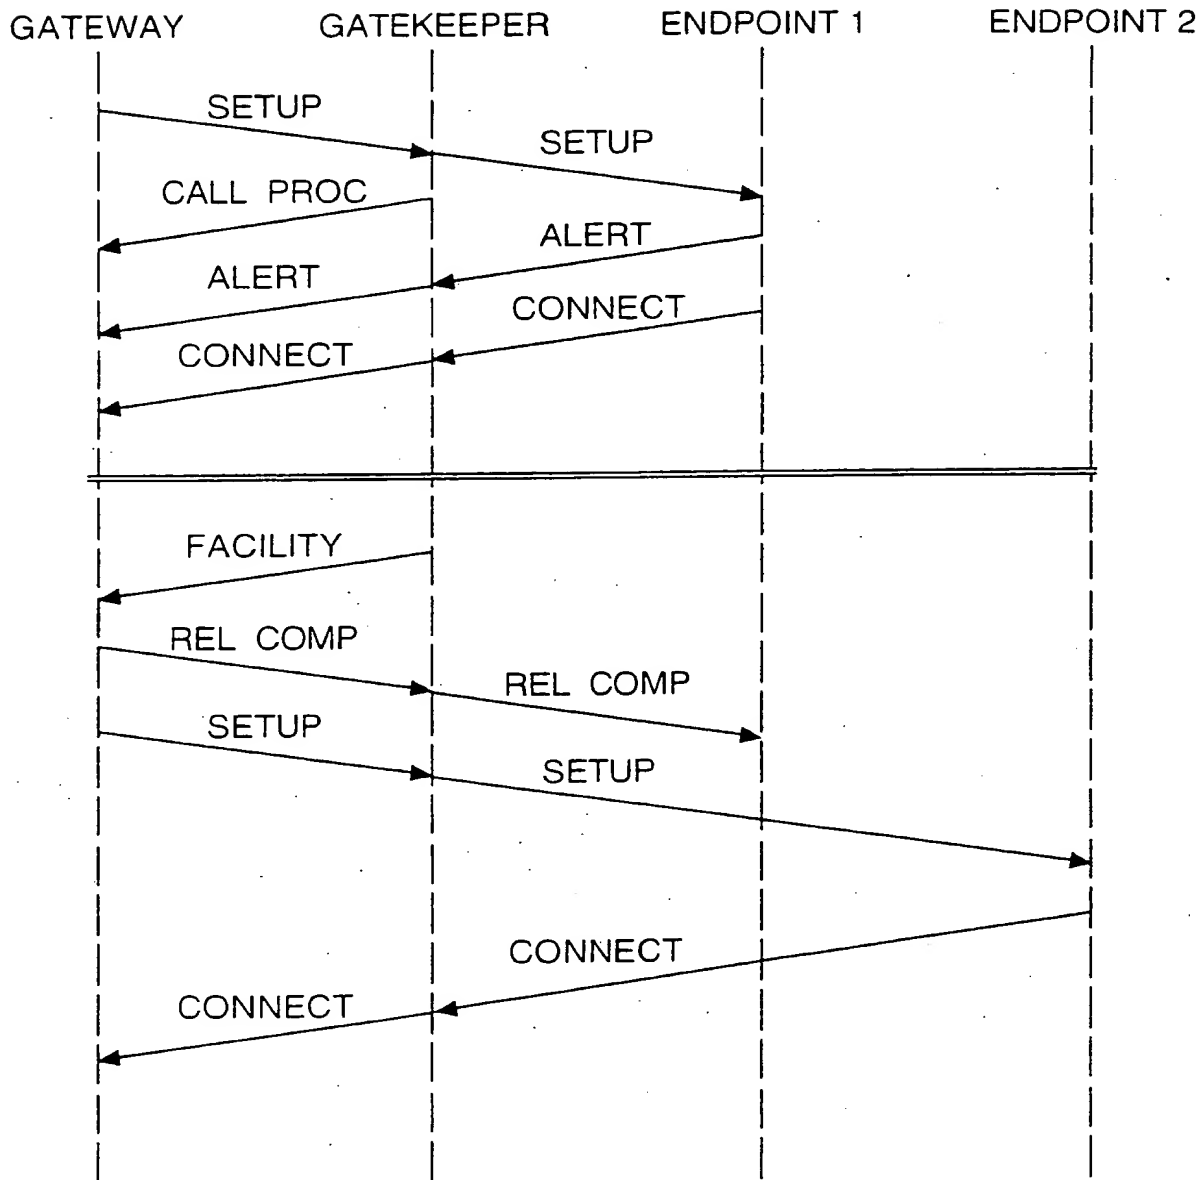 GATEWAY GATEKEEPER ENDPOINT 1 ENDPOINT 2
SETUP
SETUP
CALL PROC
ALERT
ALERT
CONNECT
CONNECT
FACILITY
REL COMP
REL COMP
SETUP
SETUP
CONNECT
CONNECT